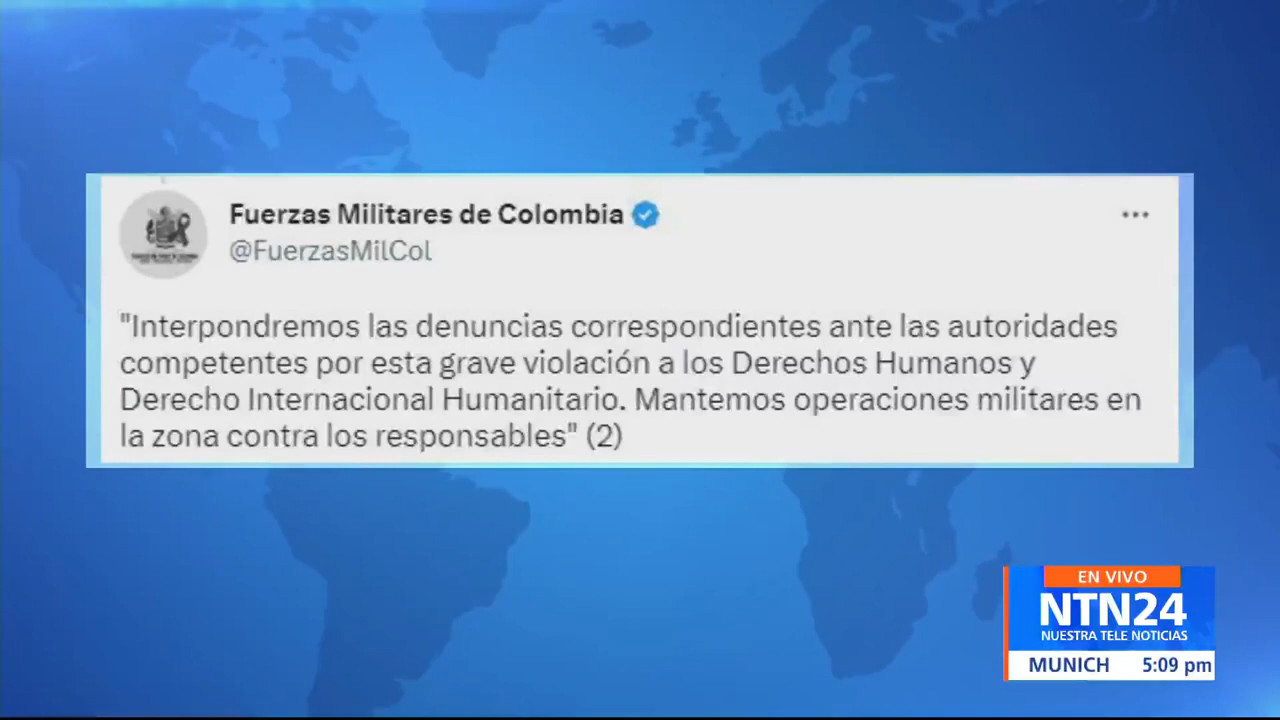 Fuerzas Militares de Colombia
@FuerzasMilCol
"Interpondremos las denuncias correspondientes ante las autoridades
competentes por esta grave violación a los Derechos Humanos y
Derecho Internacional Humanitario. Mantemos operaciones militares en
la zona contra los responsables" (2)
EN VIVO
NTN24
NUESTRA TELE NOTICIAS
MUNICH 5:09 pm